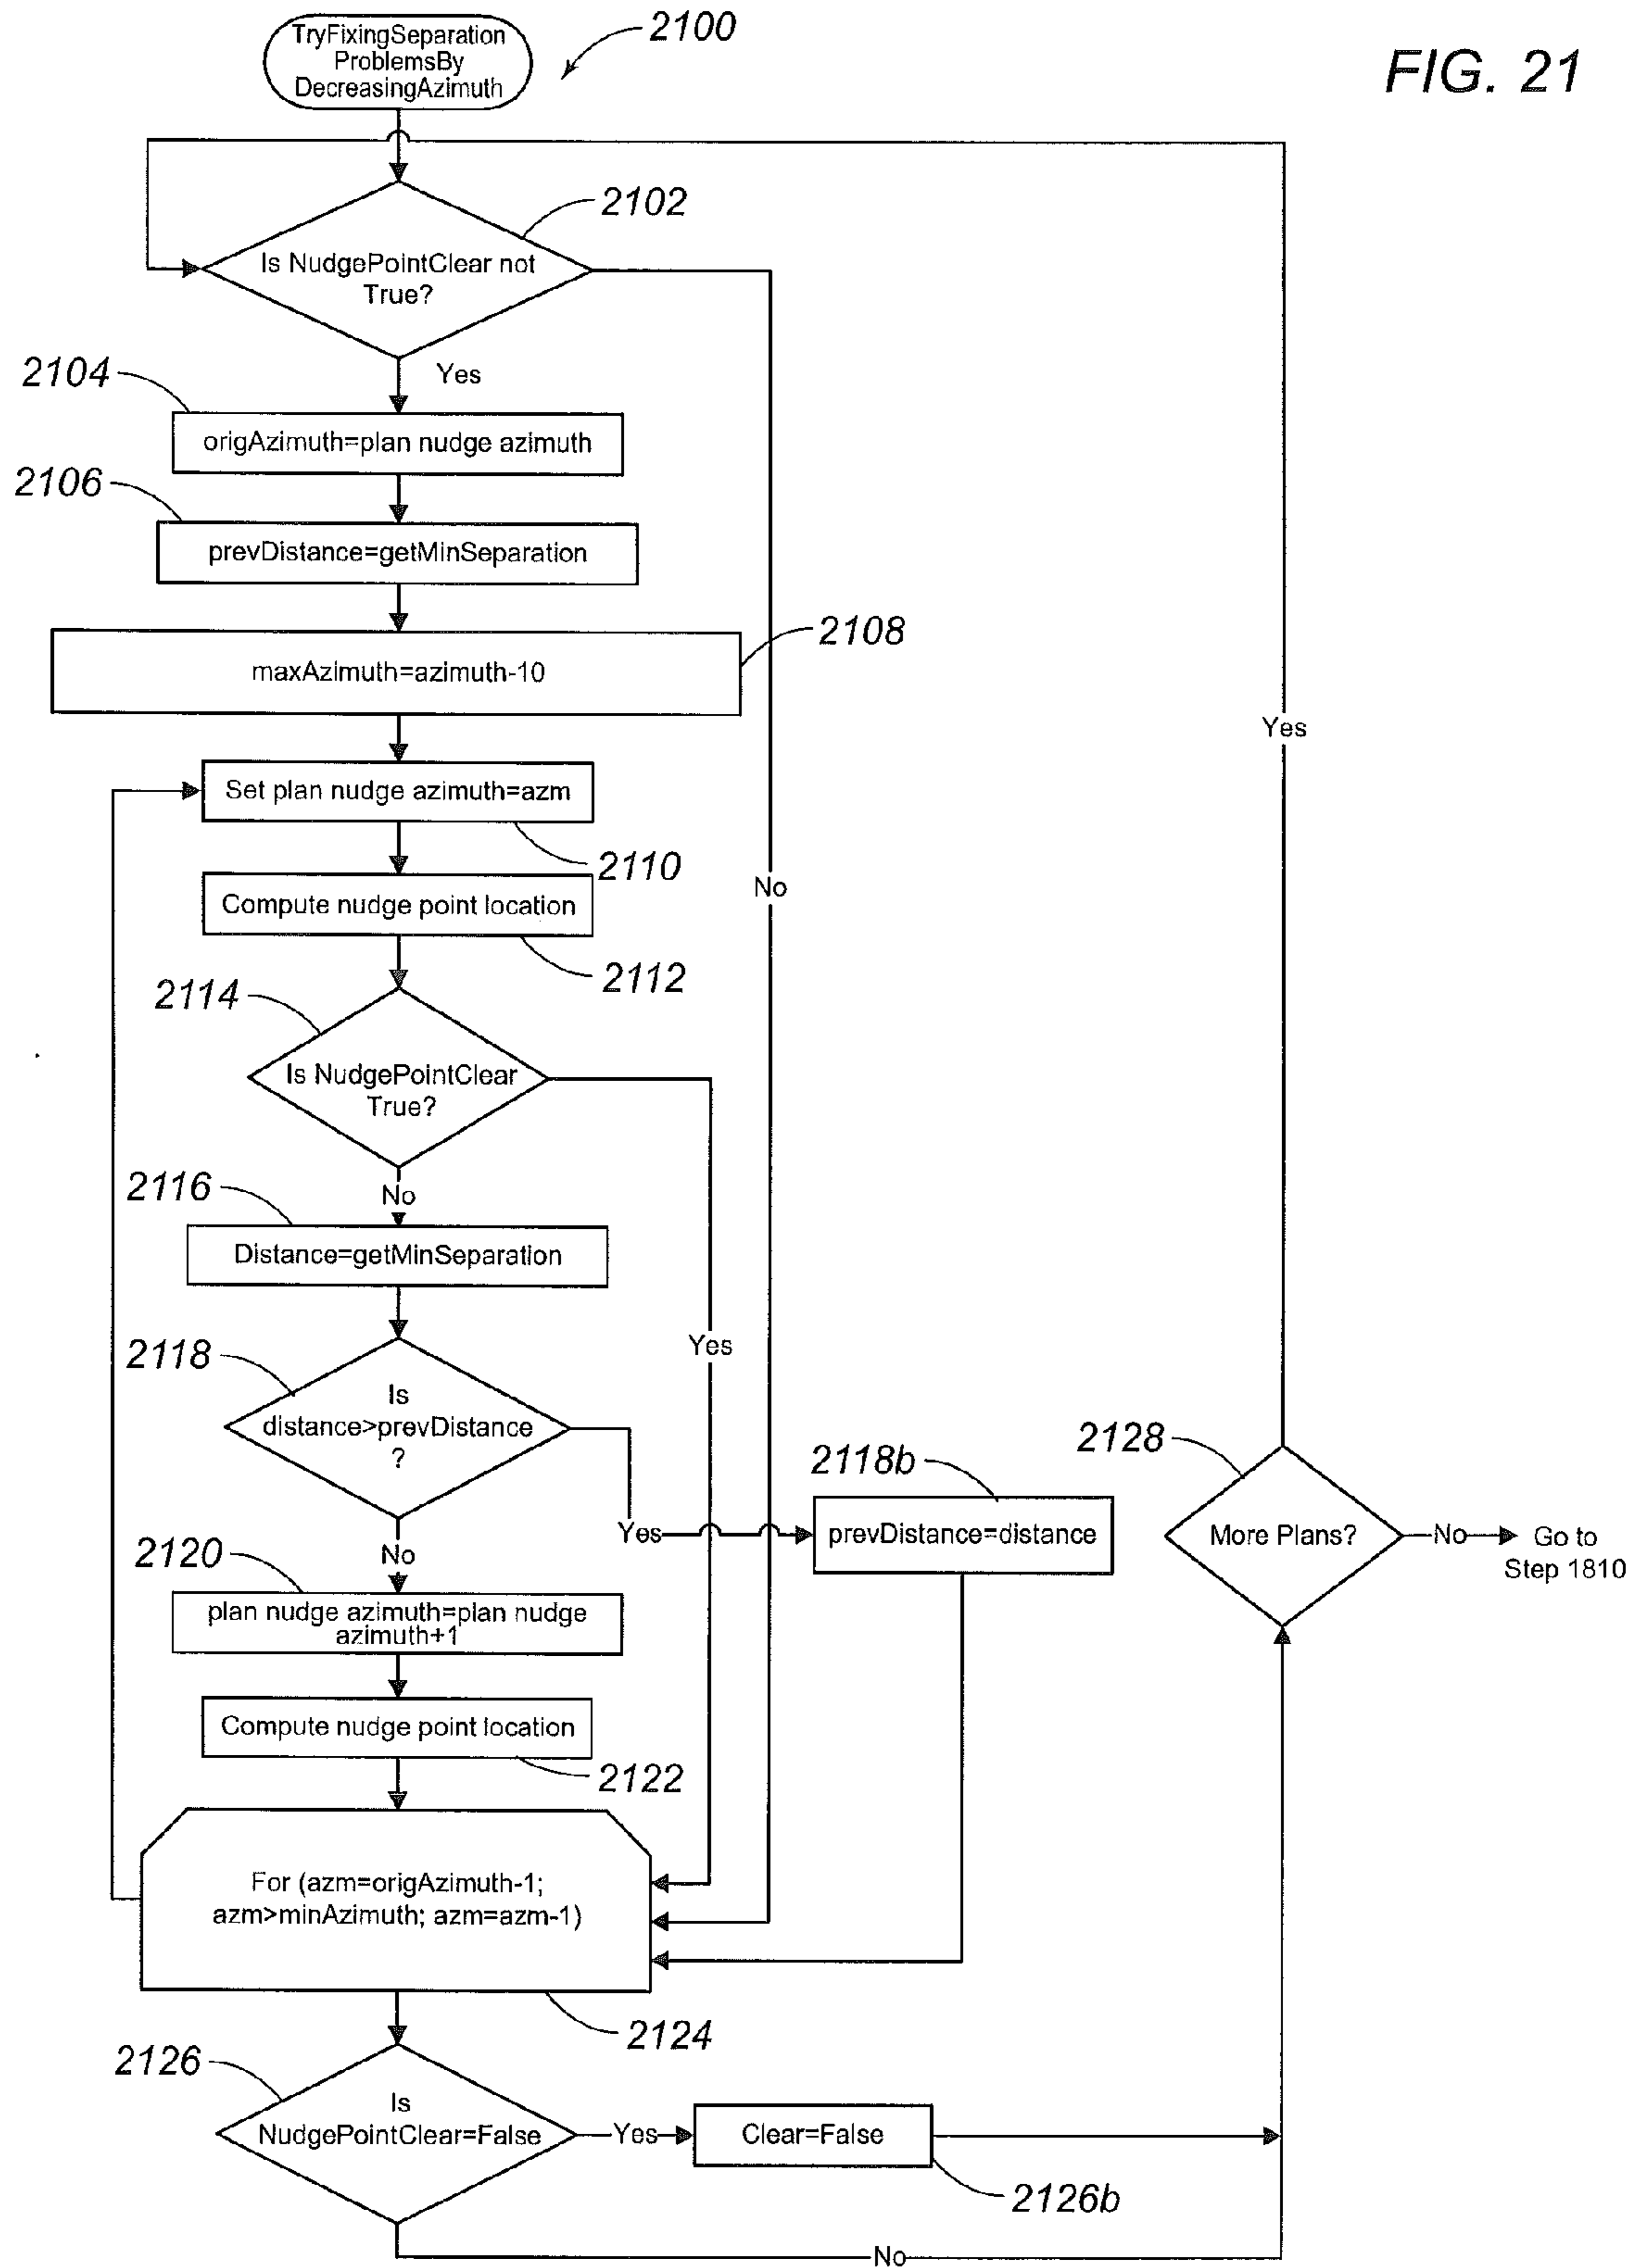 FIG. 21
2100
TryFixingSeparation
ProblemsBy
DecreasingAzimuth
2102
Is NudgePointClear not
True?
Yes
No
2104
origAzimuth=plan nudge azimuth
2106
prevDistance=getMinSeparation
2108
maxAzimuth=azimuth-10
Set plan nudge azimuth=azm
2110
Compute nudge point location
2112
2114
Is NudgePointClear
True?
No
Yes
2116
Distance=getMinSeparation
2118
Is
distance>prevDistance
?
Yes
2118b
prevDistance=distance
No
2120
plan nudge azimuth=plan nudge
azimuth+1
Compute nudge point location
2122
For (azm=origAzimuth-1;
azm>minAzimuth; azm=azm-1)
2124
2126
Is
NudgePointClear=False
Yes
Clear=False
2126b
No
2128
More Plans?
Yes
No
Go to
Step 1810